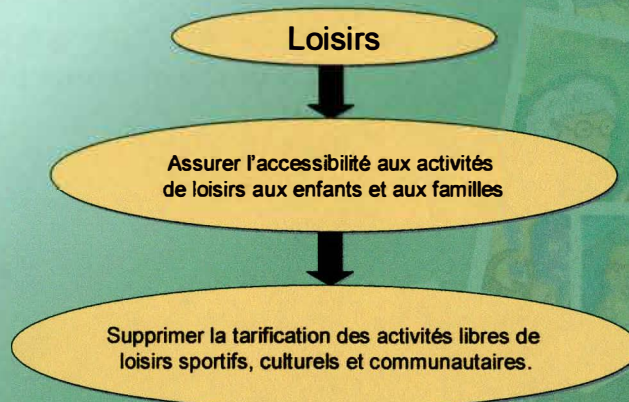 Loisirs
Assurer l'accessibilité aux activités
de loisirs aux enfants et aux familles
Supprimer la tarification des activités libres de
loisirs sportifs, culturels et communautaires.